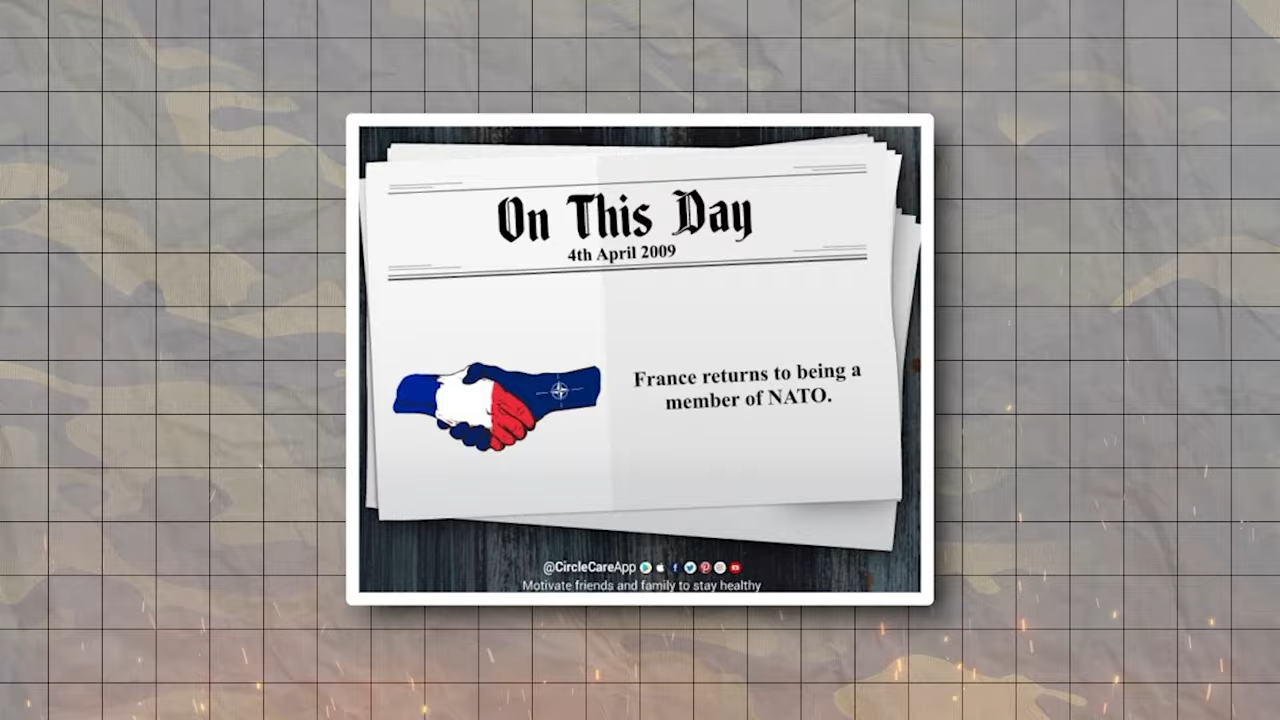 On This Day
4th April 2009
France returns to being a
member of NATO.
@CircleCareApp
Motivate friends and family to stay healthy